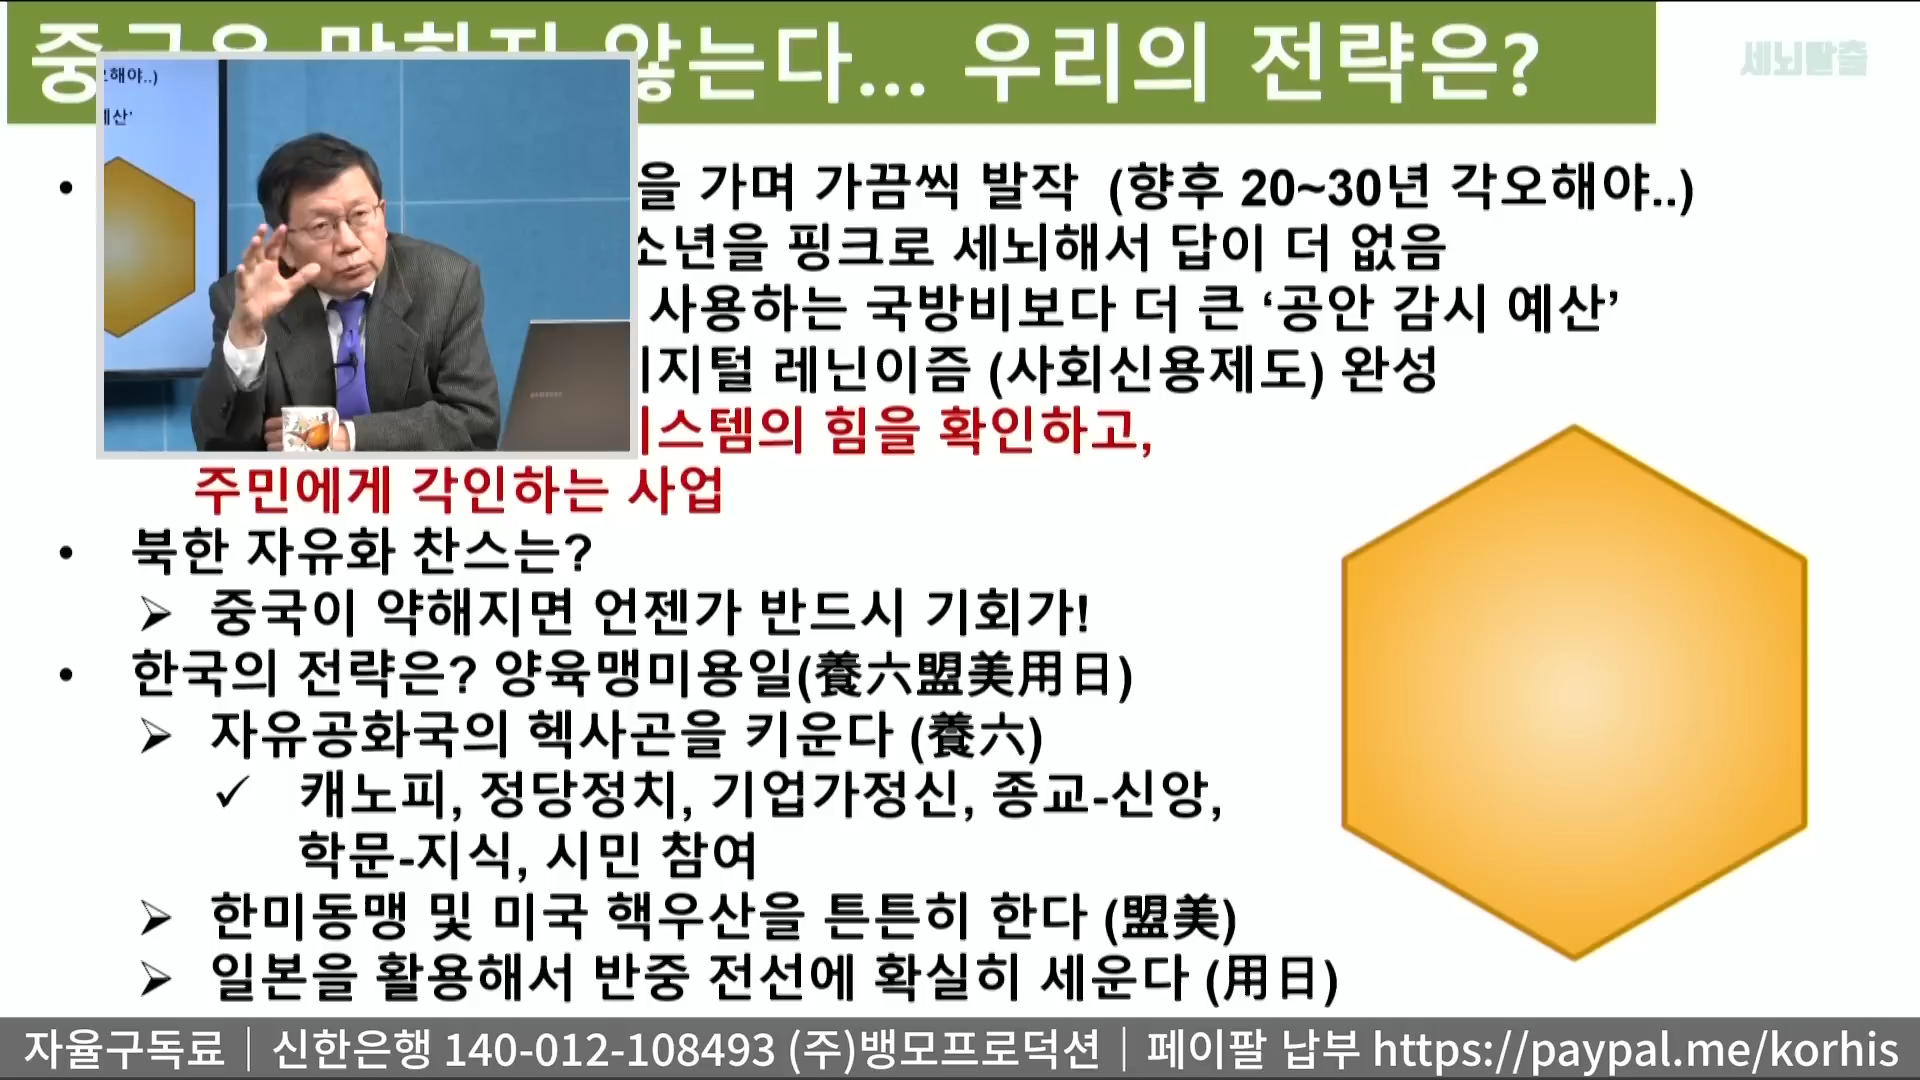 않는다... 우리의 전략은?
세뇌탈출
해야..)
산'
을 가며 가끔씩 발작 (향후 20~30년 각오해야..)
소년을 핑크로 세뇌해서 답이 더 없음
사용하는 국방비보다 더 큰 ‘공안 감시 예산’
지털 레닌이즘 (사회신용제도) 완성
스템의 힘을 확인하고,
주민에게 각인하는 사업
• 북한 자유화 찬스는?
➢ 중국이 약해지면 언젠가 반드시 기회가!
• 한국의 전략은? 양육맹미용일(養六盟美用日)
➢ 자유공화국의 헥사곤을 키운다 (養六)
✓ 캐노피, 정당정치, 기업가정신, 종교-신앙,
학문-지식, 시민 참여
➢ 한미동맹 및 미국 핵우산을 튼튼히 한다 (盟美)
➢ 일본을 활용해서 반중 전선에 확실히 세운다 (用日)
SAMSUNG
자율구독료│신한은행 140-012-108493 (주)뱅모프로덕션│페이팔 납부 https://paypal.me/korhis